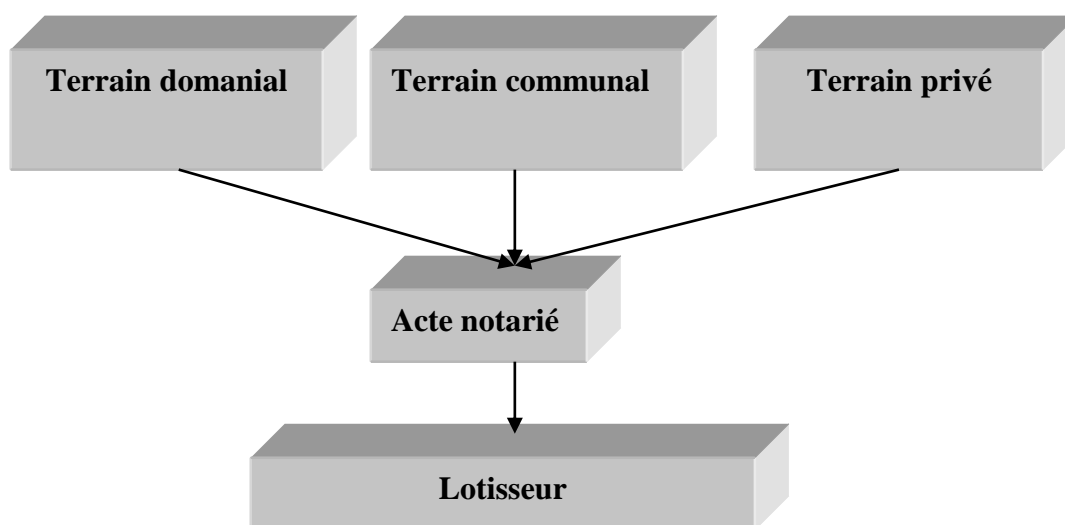 Terrain domanial
Terrain communal
Terrain privé
Acte notarié
Lotisseur